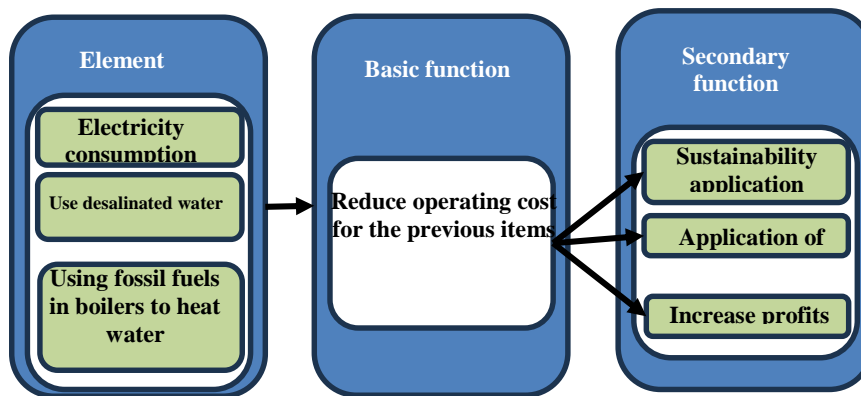 Element
Electricity
consumption
Use desalinated water
Using fossil fuels
in boilers to heat
water
Basic function
Reduce operating cost
for the previous items
Secondary
function
Sustainability
application
Application of
Increase profits